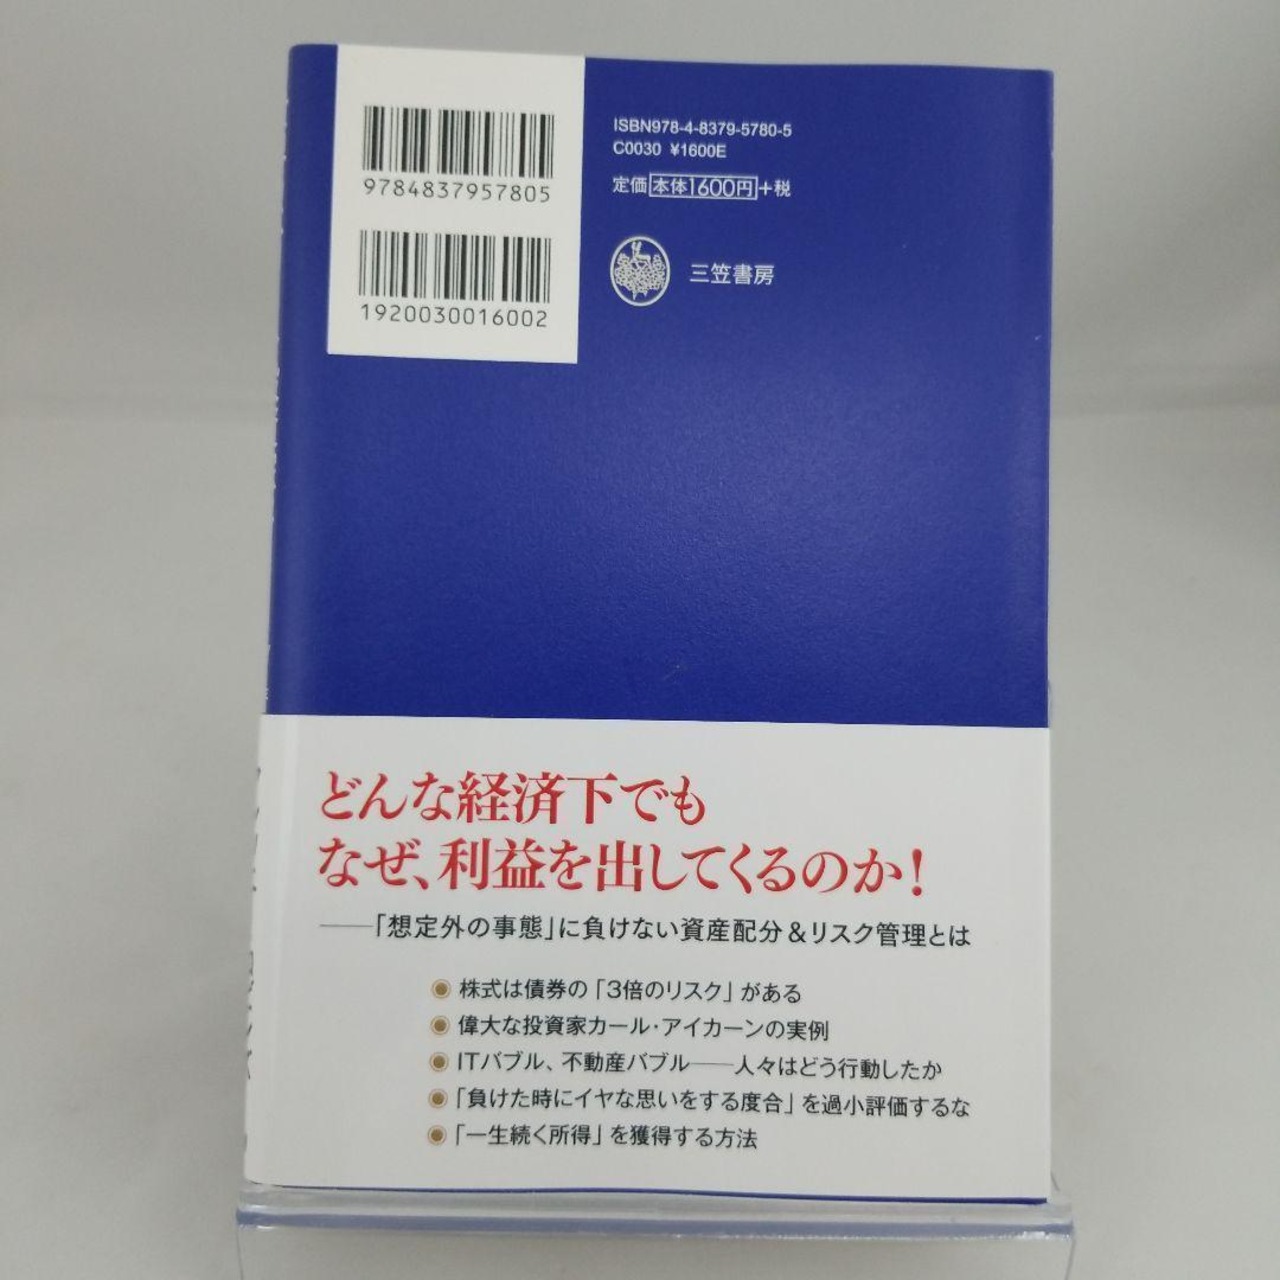 9784837957805
1920030016002
ISBN978-4-8379-5780-5
C0030 ¥1600E
定価本体1600円+税
三笠書房
どんな経済下でも
なぜ、利益を出してくるのか!
──「想定外の事態」に負けない資産配分&リスク管理とは
株式は債券の「3倍のリスク」がある
偉大な投資家カール・アイカーンの実例
ITバブル、不動産バブル──人々はどう行動したか
「負けた時にイヤな思いをする度合」を過小評価するな
「一生続く所得」を獲得する方法